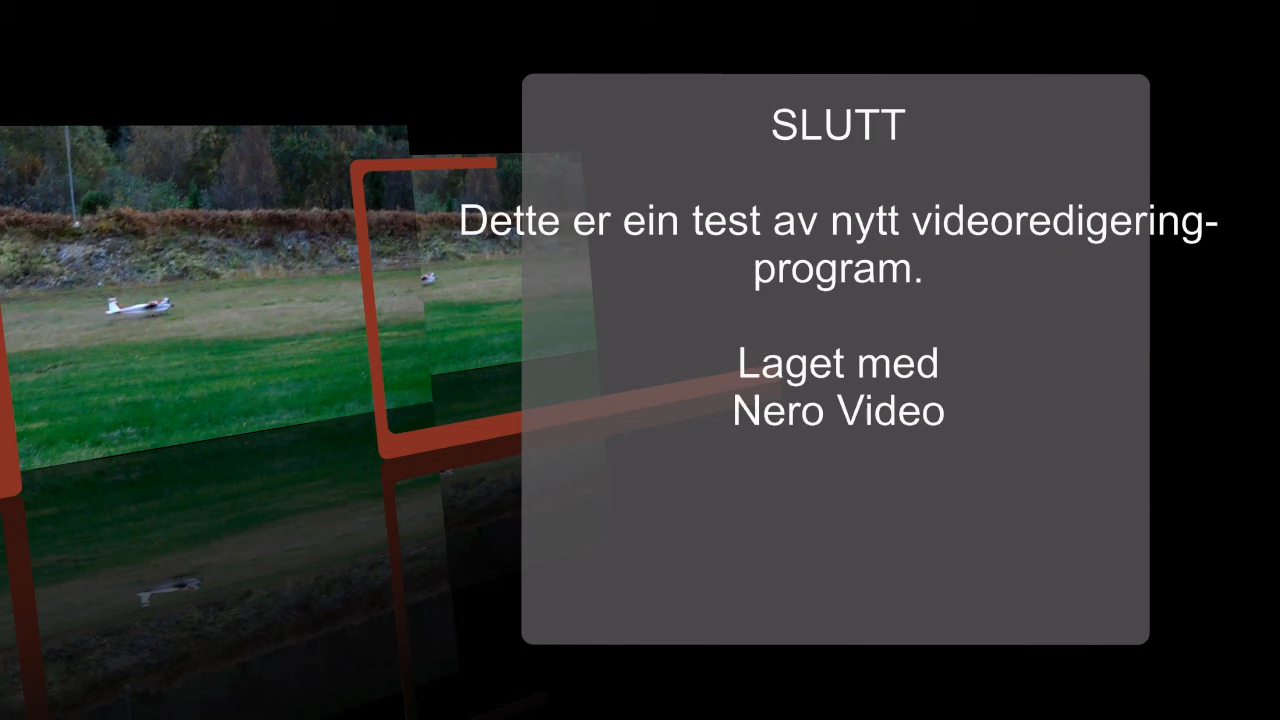 SLUTT
Dette er ein test av nytt videoredigering-
program.
Laget med
Nero Video